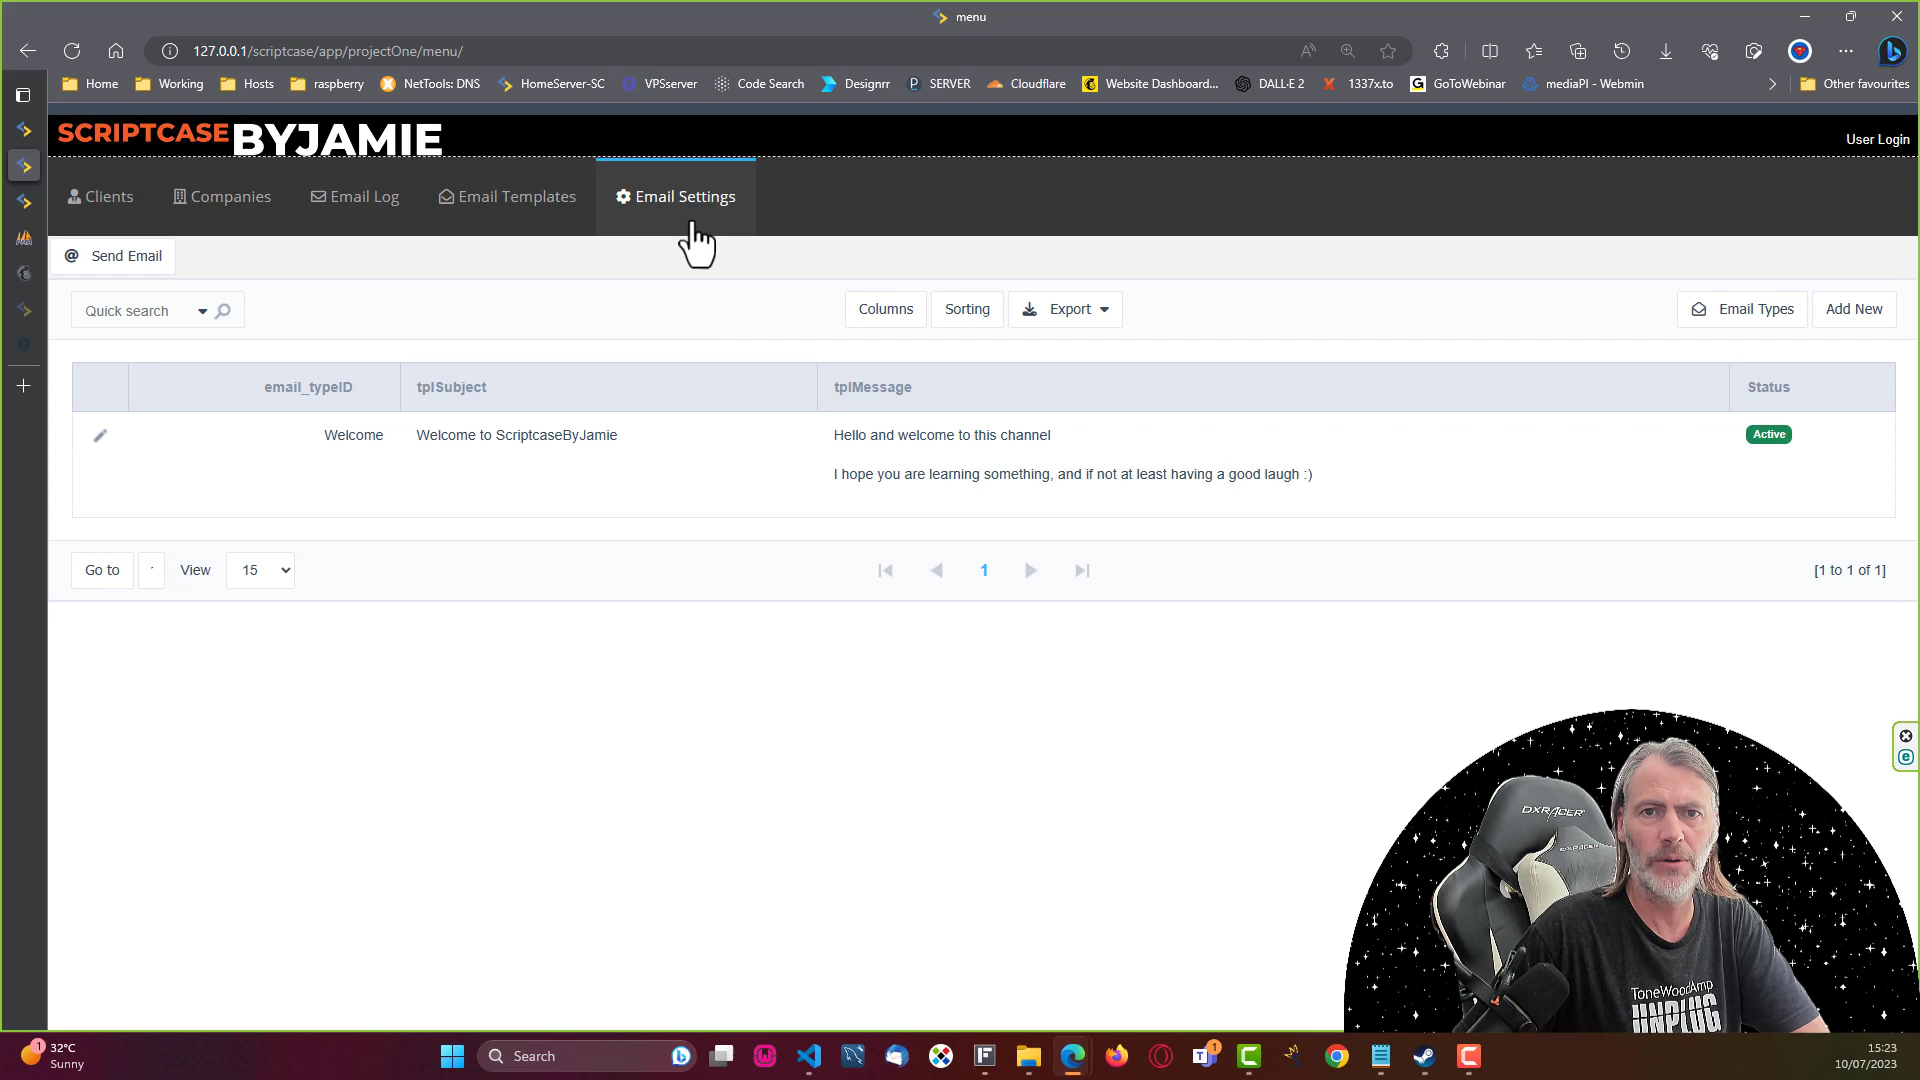 menu
127.0.0.1/scriptcase/app/projectOne/menu/
Home Working Hosts raspberry NetTools: DNS HomeServer-SC VPSserver Code Search Designrr SERVER Cloudflare Website Dashboard... DALL·E 2 1337x.to GoToWebinar mediaPI - Webmin Other favourites
SCRIPTCASEBYJAMIE
User Login
Clients Companies Email Log Email Templates Email Settings
@ Send Email
Quick search Columns Sorting Export Email Types Add New
email_typeID tplSubject tplMessage Status
Welcome Welcome to ScriptcaseByJamie Hello and welcome to this channel Active
I hope you are learning something, and if not at least having a good laugh :)
Go to View 15 1 [1 to 1 of 1]
DXRACER
DXRACER
ToneWoodAmp
UNPLUG
1 32°C
Sunny
Search
1
15:23
10/07/2023